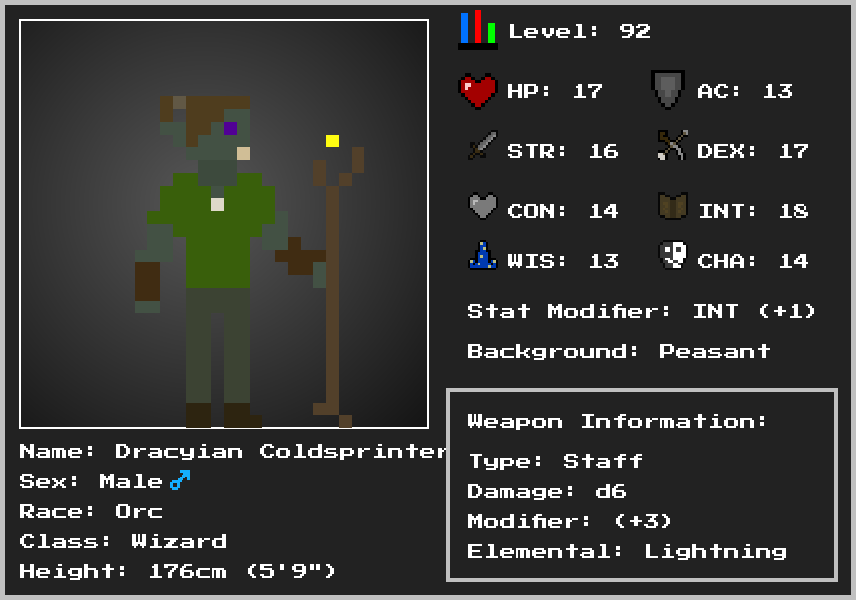 Level: 92
HP: 17
AC: 13
STR: 16
DEX: 17
CON: 14
INT: 18
WIS: 13
CHA: 14
Stat Modifier: INT (+1)
Background: Peasant
Name: Dracyian Coldsprinter
Sex: Male♂
Race: Orc
Class: Wizard
Height: 176cm (5'9")
Weapon Information:
Type: Staff
Damage: d6
Modifier: (+3)
Elemental: Lightning